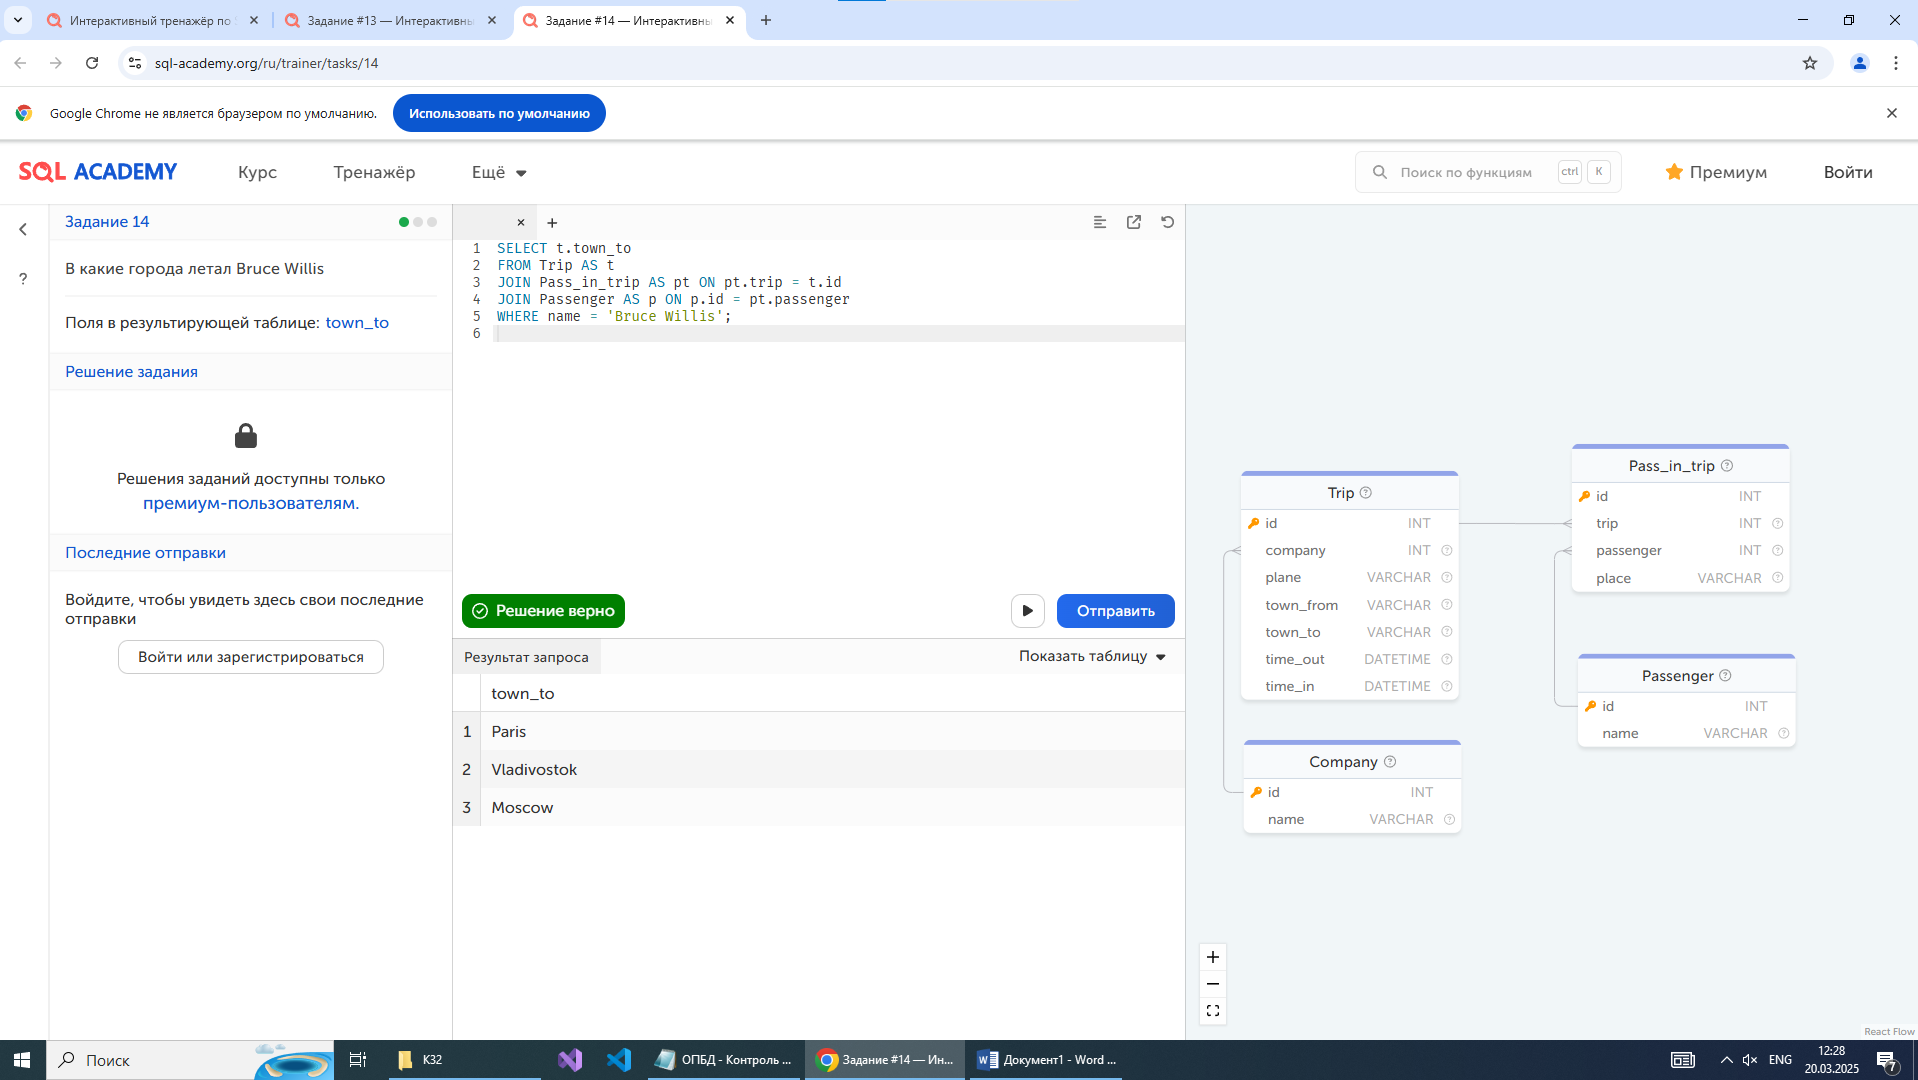 Интерактивный тренажёр по S
Задание #13 — Интерактивны
Задание #14 — Интерактивны
sql-academy.org/ru/trainer/tasks/14
Google Chrome не является браузером по умолчанию.
Использовать по умолчанию
SQL ACADEMY
Курс
Тренажёр
Ещё
Поиск по функциям
ctrl
K
Премиум
Войти
Задание 14
?
В какие города летал Bruce Willis
Поля в результирующей таблице: town_to
Решение задания
Решения заданий доступны только
премиум-пользователям.
Последние отправки
Войдите, чтобы увидеть здесь свои последние
отправки
Войти или зарегистрироваться
1 SELECT t.town_to
2 FROM Trip AS t
3 JOIN Pass_in_trip AS pt ON pt.trip = t.id
4 JOIN Passenger AS p ON p.id = pt.passenger
5 WHERE name = 'Bruce Willis';
6
Решение верно
Отправить
Результат запроса
Показать таблицу
town_to
1 Paris
2 Vladivostok
3 Moscow
Trip
id INT
company INT
plane VARCHAR
town_from VARCHAR
town_to VARCHAR
time_out DATETIME
time_in DATETIME
Company
id INT
name VARCHAR
Pass_in_trip
id INT
trip INT
passenger INT
place VARCHAR
Passenger
id INT
name VARCHAR
React Flow
Поиск
K32
ОПБД - Контроль ...
Задание #14 — Ин...
Документ1 - Word ...
ENG
12:28
20.03.2025
7